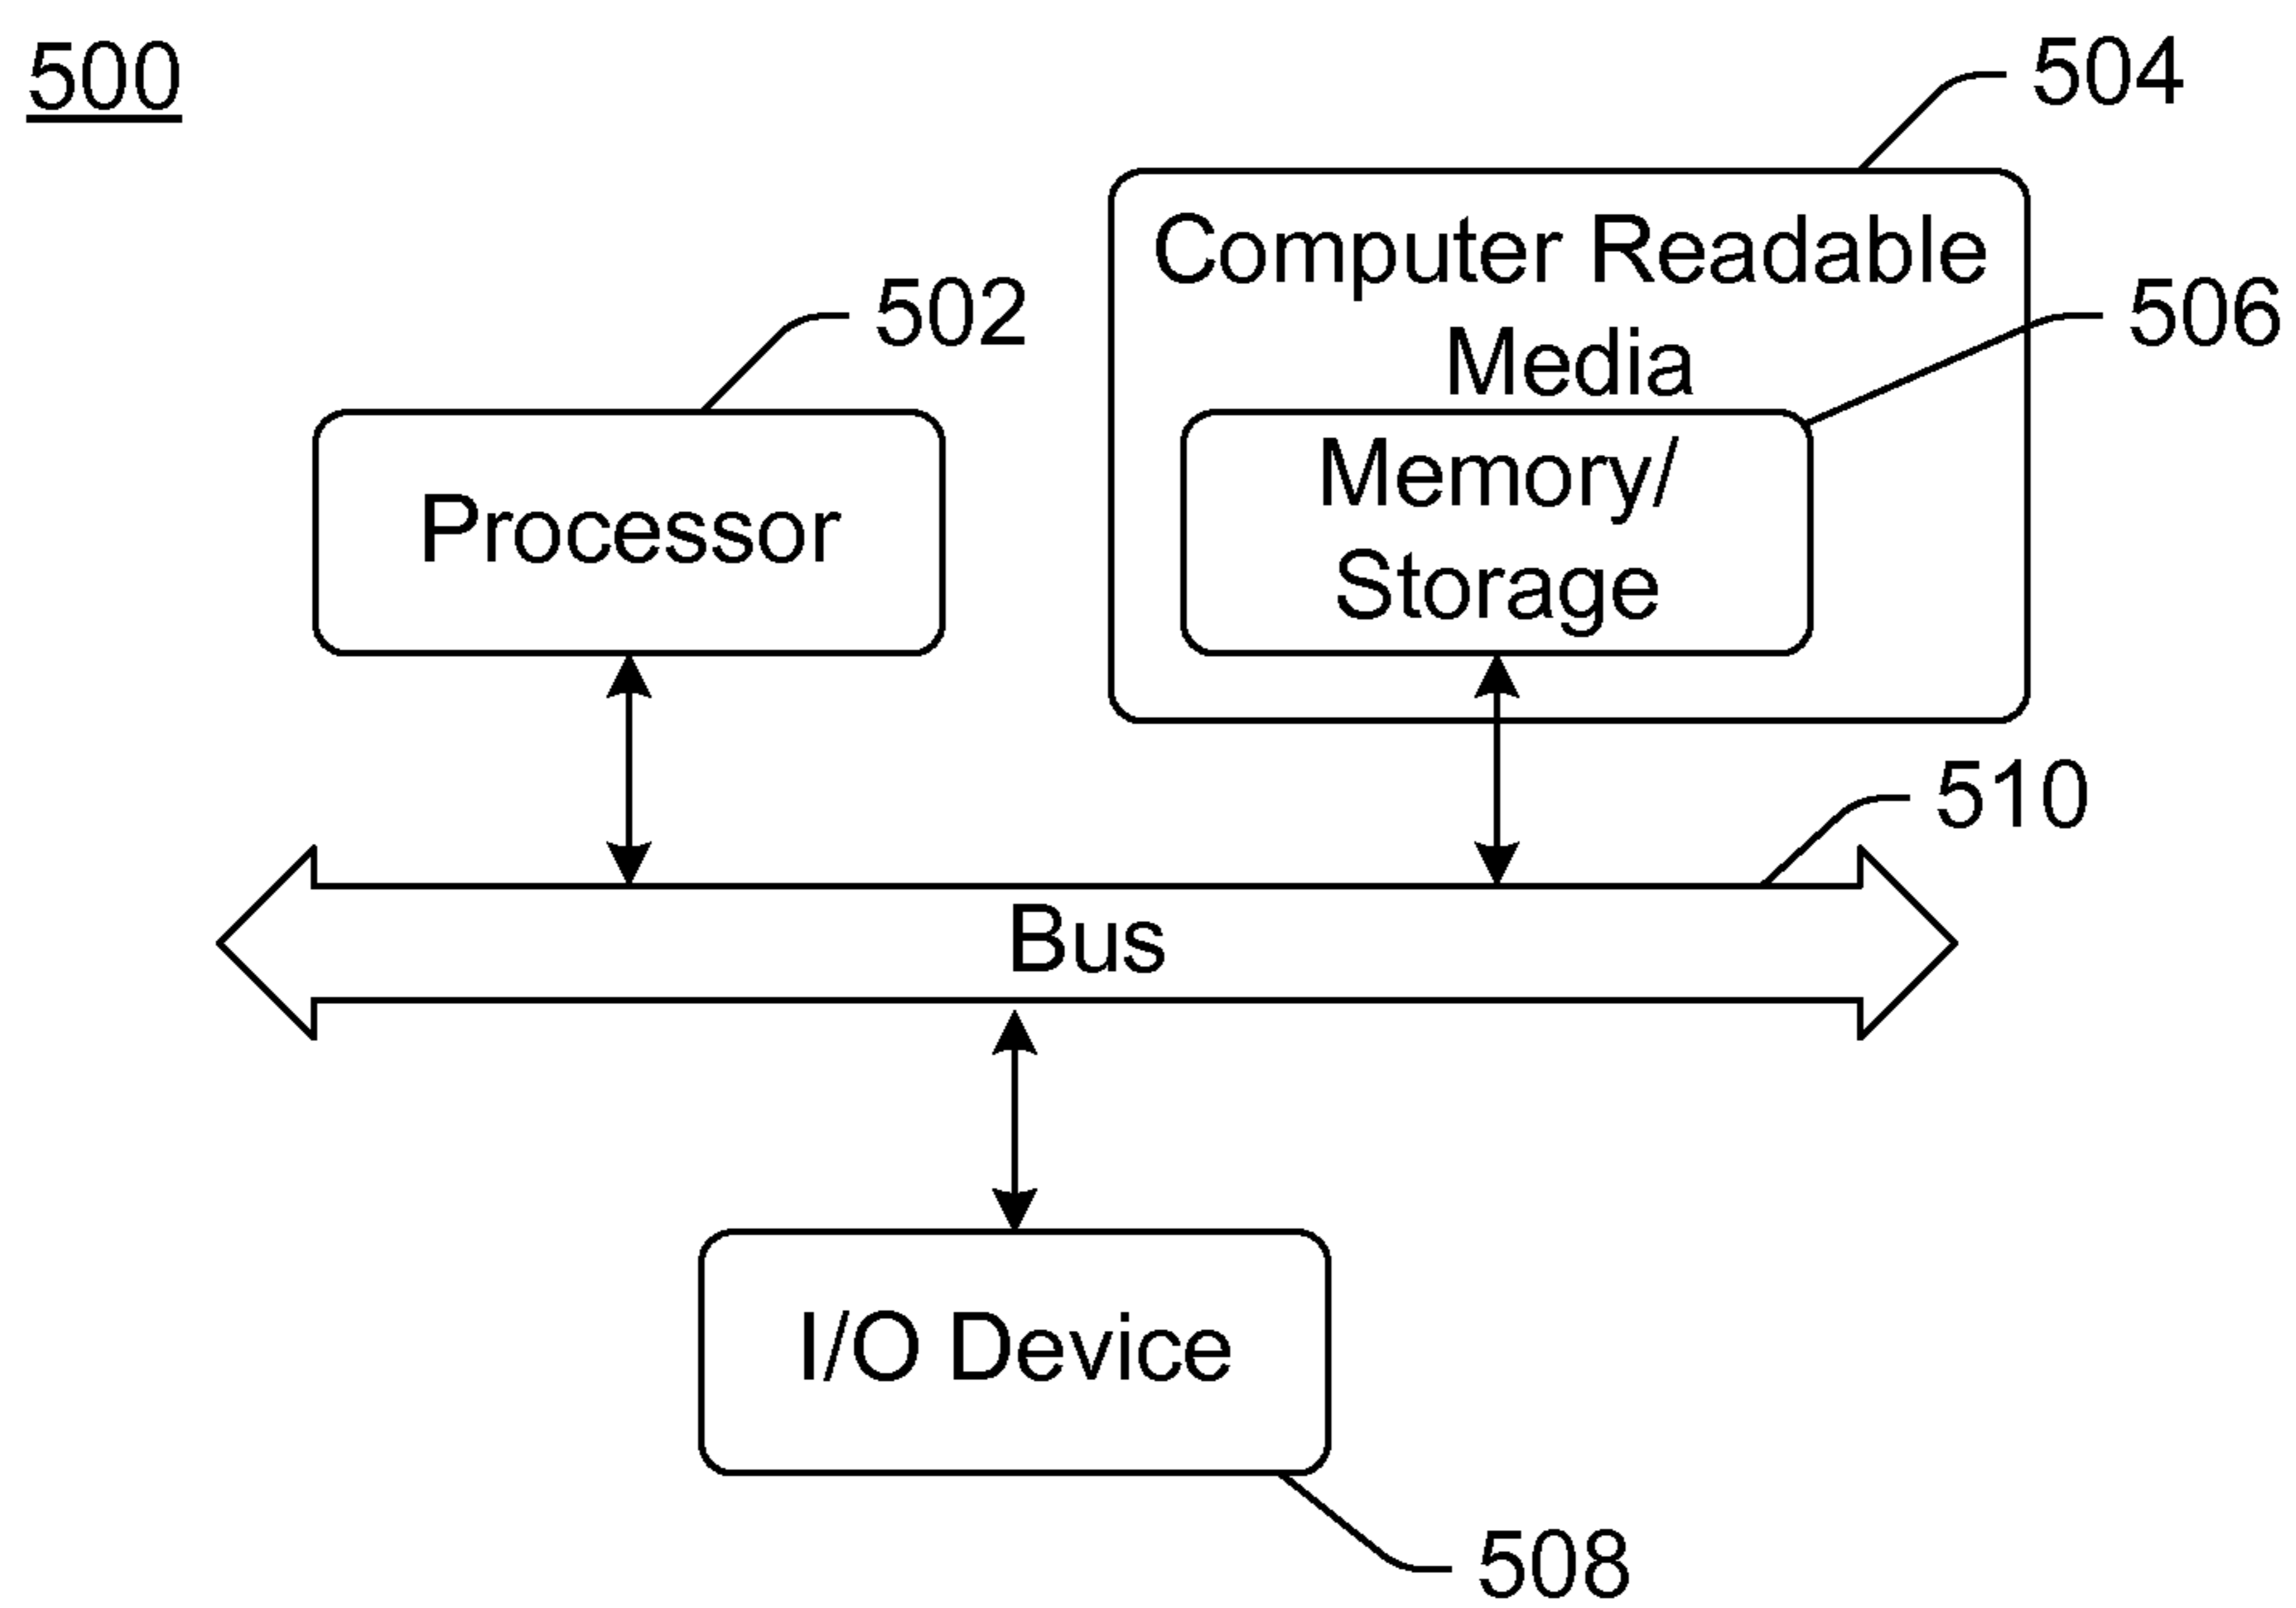 500
504
Computer Readable
Media
502
506
Processor
Memory/
Storage
510
Bus
I/O Device
508